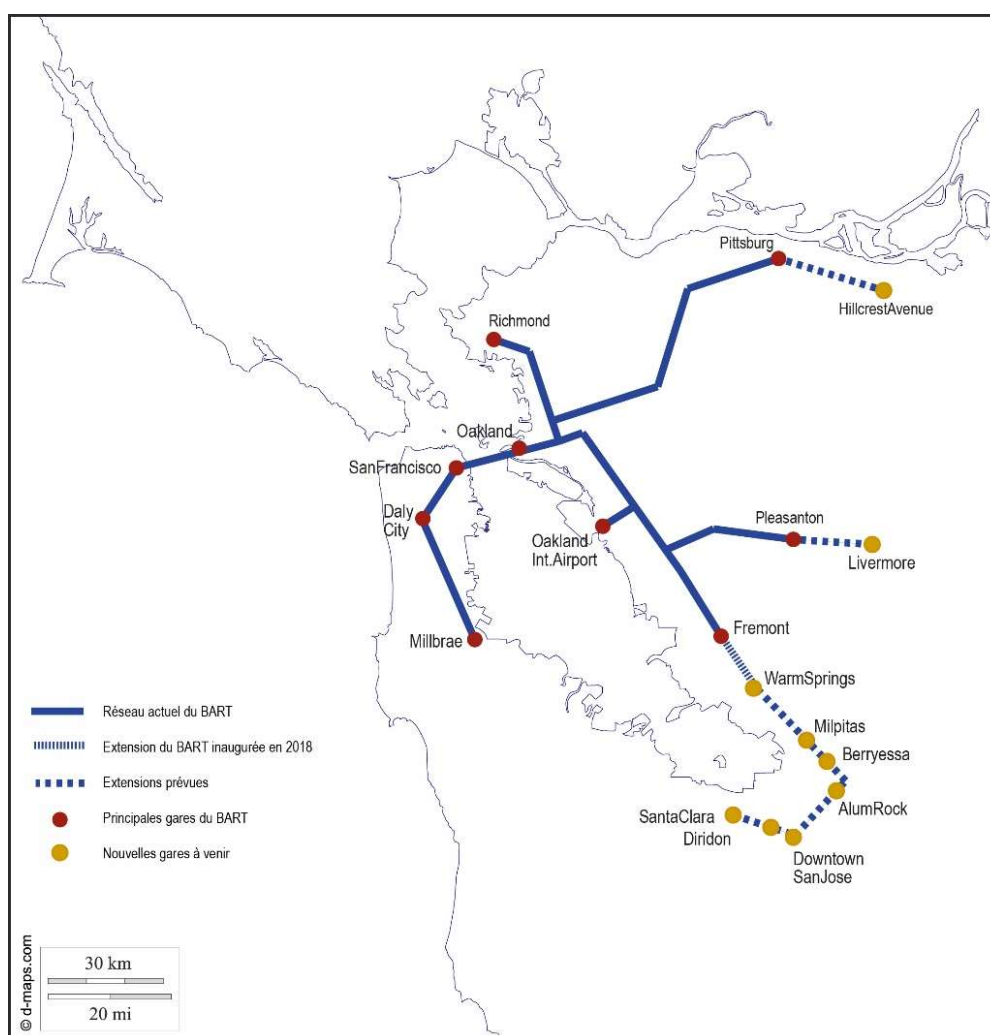 Pittsburg
HillcrestAvenue
Richmond
Oakland
SanFrancisco
Daly
City
Oakland
Int.Airport
Pleasanton
Livermore
Millbrae
Fremont
WarmSprings
Milpitas
Berryessa
AlumRock
SantaClara
Diridon
Downtown
SanJose
Réseau actuel du BART
Extension du BART inaugurée en 2018
Extensions prévues
Principales gares du BART
Nouvelles gares à venir
© d-maps.com
30 km
20 mi